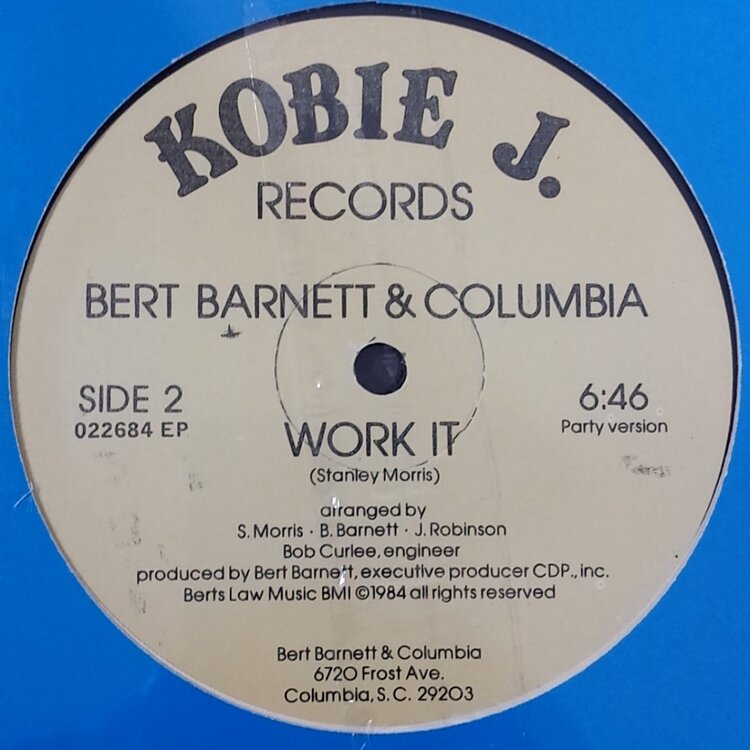 KOBIE J.
RECORDS
BERT BARNETT & COLUMBIA
SIDE 2
022684 EP
6:46
Party version
WORK IT
(Stanley Morris)
arranged by
S. Morris · B. Barnett · J. Robinson
Bob Curlee, engineer
produced by Bert Barnett, executive producer CDP., inc.
Berts Law Music BMI ©1984 all rights reserved
Bert Barnett & Columbia
6720 Frost Ave.
Columbia, S. C. 29203